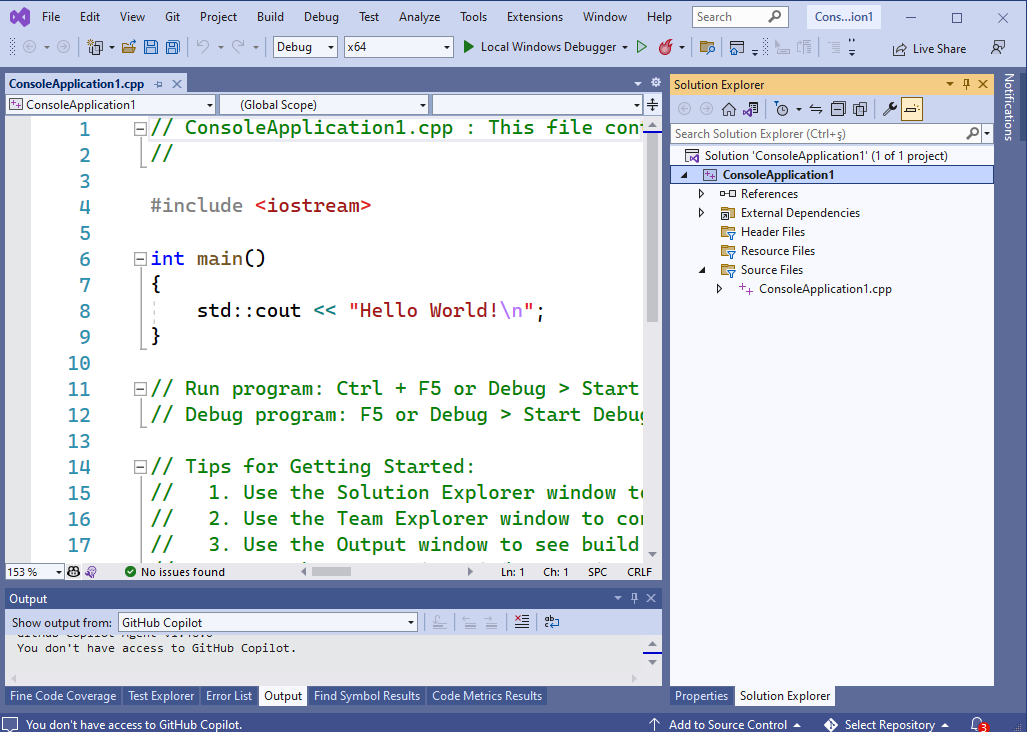 File Edit View Git Project Build Debug Test Analyze Tools Extensions Window Help Search Cons...ion1
Debug x64 Local Windows Debugger Live Share
ConsoleApplication1.cpp
ConsoleApplication1 (Global Scope)
1 // ConsoleApplication1.cpp : This file con
2 //
3
4 #include <iostream>
5
6 int main()
7 {
8 std::cout << "Hello World!\n";
9 }
10
11 // Run program: Ctrl + F5 or Debug > Start
12 // Debug program: F5 or Debug > Start Debug
13
14 // Tips for Getting Started:
15 // 1. Use the Solution Explorer window to
16 // 2. Use the Team Explorer window to con
17 // 3. Use the Output window to see build
153 % No issues found Ln: 1 Ch: 1 SPC CRLF
Output
Show output from: GitHub Copilot
You don't have access to GitHub Copilot.
Fine Code Coverage Test Explorer Error List Output Find Symbol Results Code Metrics Results
Solution Explorer
Search Solution Explorer (Ctrl+ş)
Solution 'ConsoleApplication1' (1 of 1 project)
ConsoleApplication1
References
External Dependencies
Header Files
Resource Files
Source Files
ConsoleApplication1.cpp
Properties Solution Explorer
Notifications
You don't have access to GitHub Copilot. Add to Source Control Select Repository 3